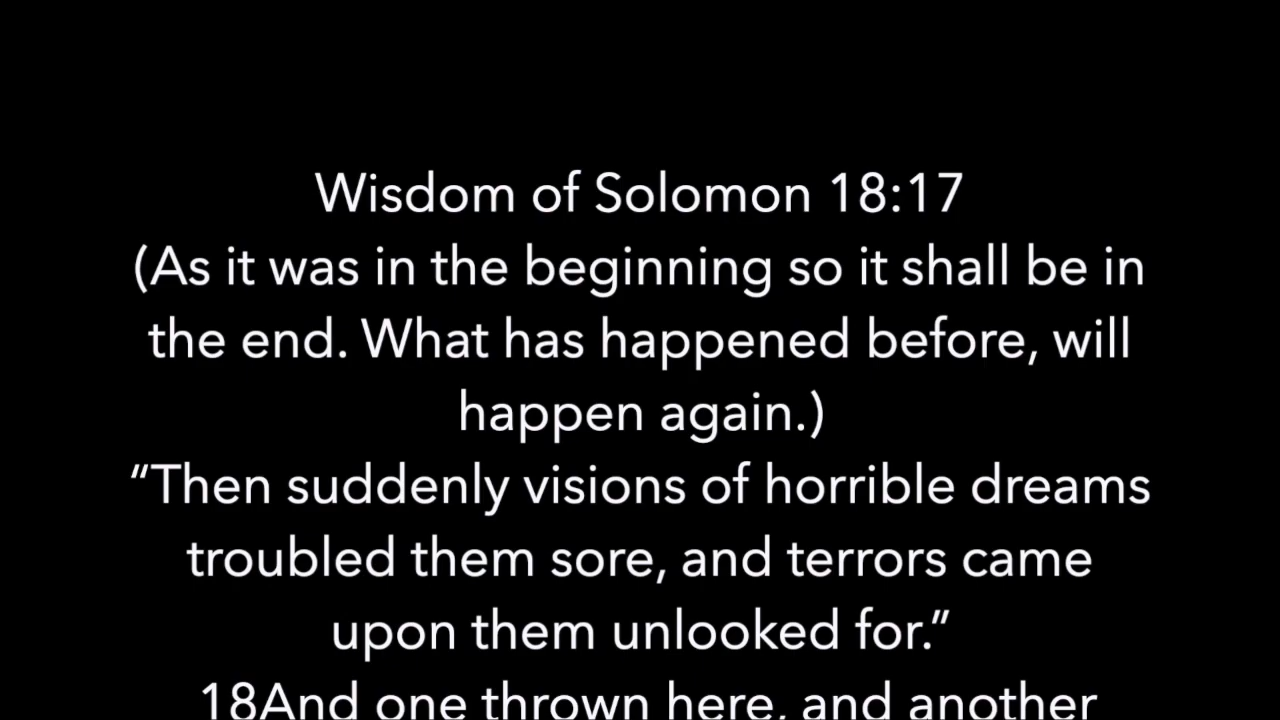 Wisdom of Solomon 18:17
(As it was in the beginning so it shall be in
the end. What has happened before, will
happen again.)
“Then suddenly visions of horrible dreams
troubled them sore, and terrors came
upon them unlooked for.”
18And one thrown here, and another